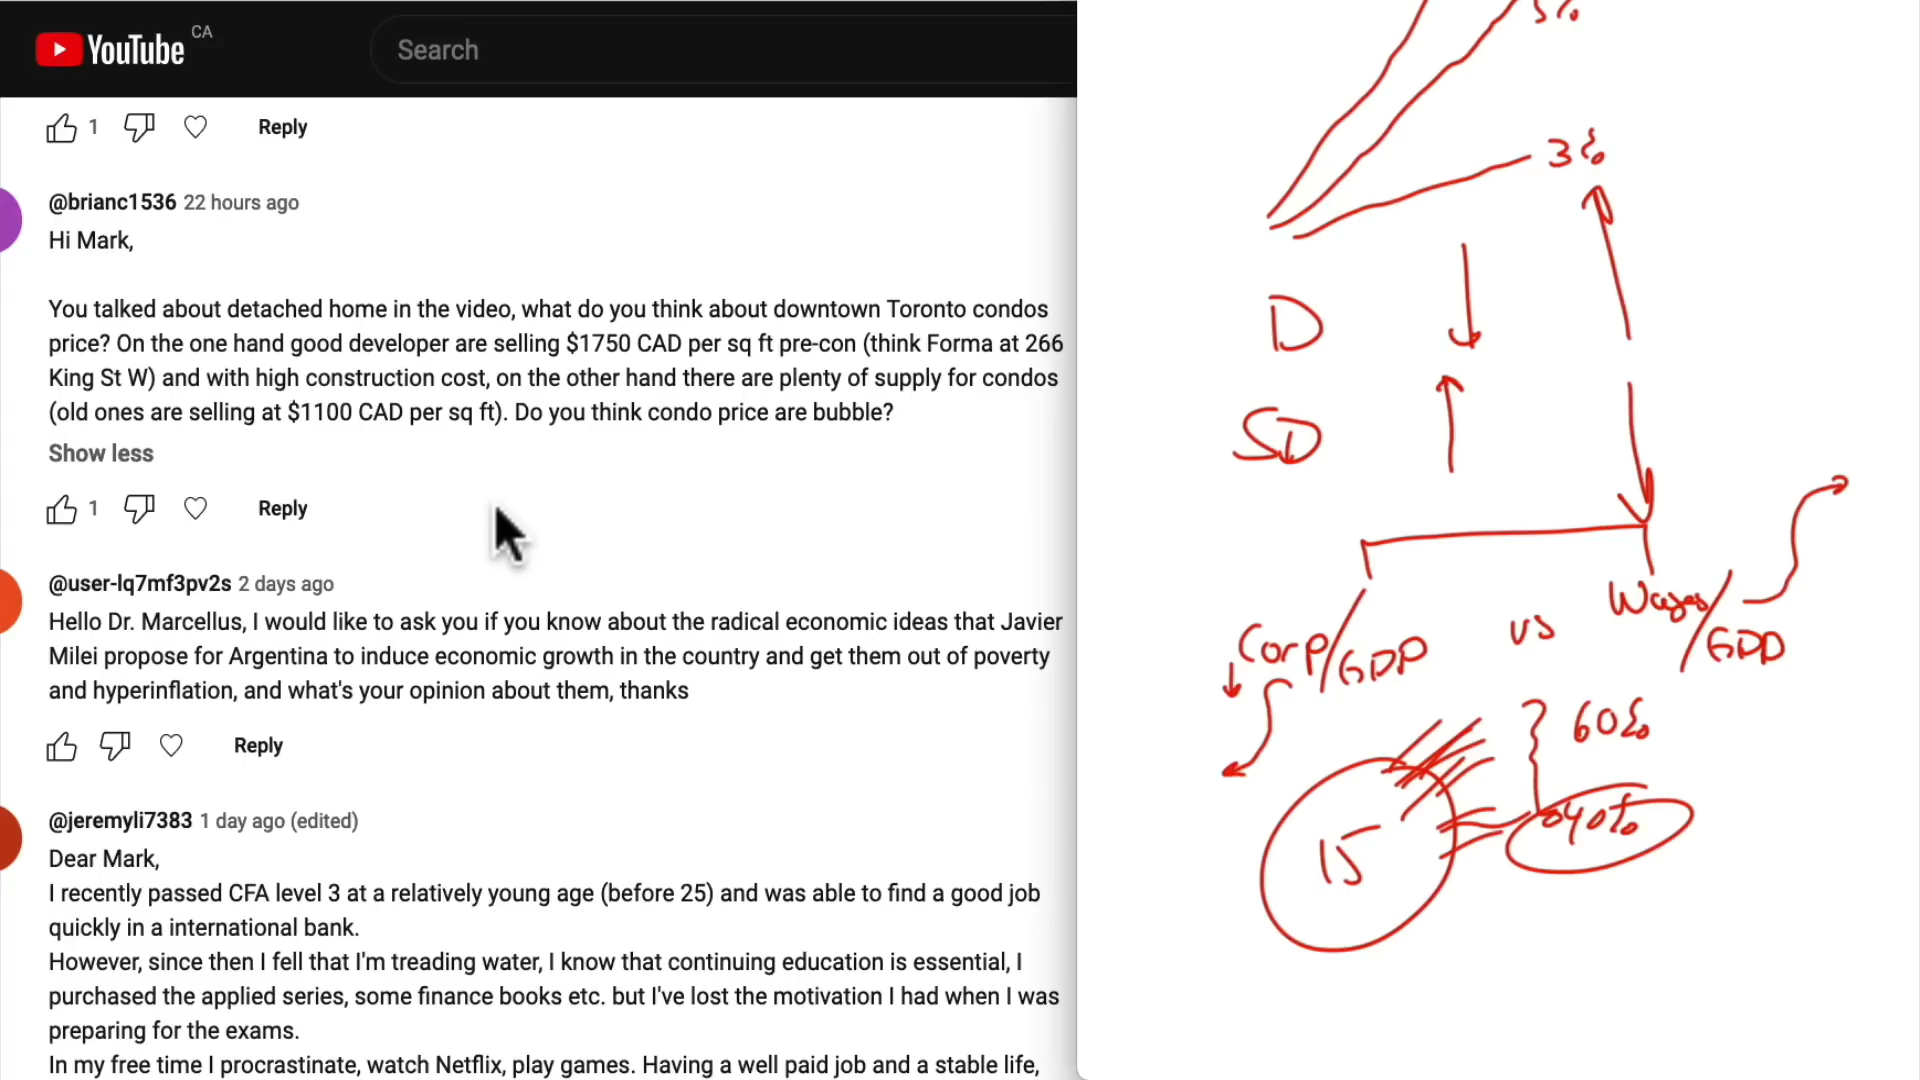 YouTube CA
Search
1 Reply
@brianc1536 22 hours ago
Hi Mark,
You talked about detached home in the video, what do you think about downtown Toronto condos
price? On the one hand good developer are selling $1750 CAD per sq ft pre-con (think Forma at 266
King St W) and with high construction cost, on the other hand there are plenty of supply for condos
(old ones are selling at $1100 CAD per sq ft). Do you think condo price are bubble?
Show less
1 Reply
@user-lq7mf3pv2s 2 days ago
Hello Dr. Marcellus, I would like to ask you if you know about the radical economic ideas that Javier
Milei propose for Argentina to induce economic growth in the country and get them out of poverty
and hyperinflation, and what's your opinion about them, thanks
Reply
@jeremyli7383 1 day ago (edited)
Dear Mark,
I recently passed CFA level 3 at a relatively young age (before 25) and was able to find a good job
quickly in a international bank.
However, since then I fell that I'm treading water, I know that continuing education is essential, I
purchased the applied series, some finance books etc. but I've lost the motivation I had when I was
preparing for the exams.
In my free time I procrastinate, watch Netflix, play games. Having a well paid job and a stable life,
3%
D
SD
Corp/GDP vs Wages/GDP
60%
15